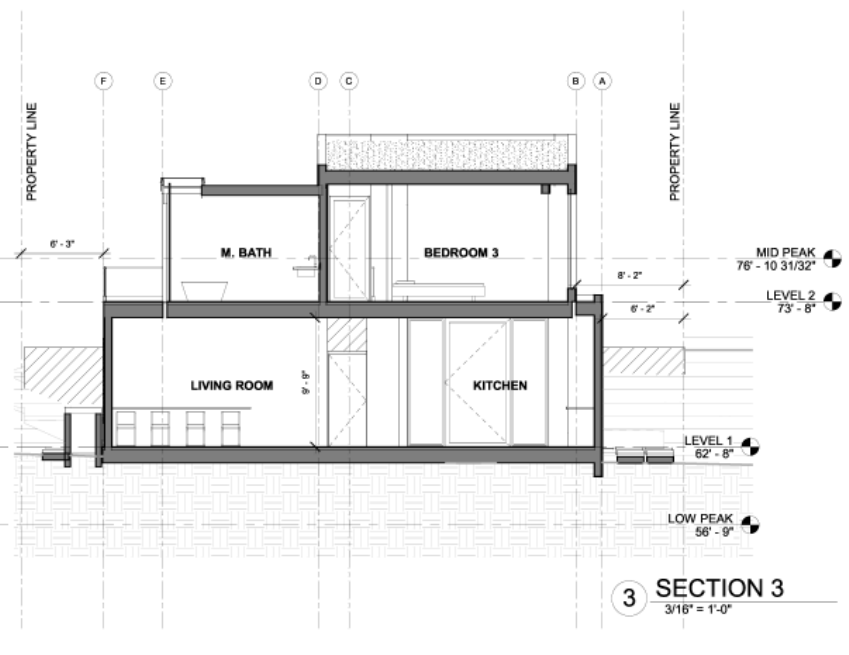 F
E
D
C
B
A
PROPERTY LINE
PROPERTY LINE
6' - 3"
M. BATH
BEDROOM 3
MID PEAK
76' - 10 31/32"
8' - 2"
LEVEL 2
73' - 8"
6' - 2"
LIVING ROOM
9' - 9"
KITCHEN
LEVEL 1
62' - 8"
LOW PEAK
56' - 9"
3
SECTION 3
3/16" = 1'-0"